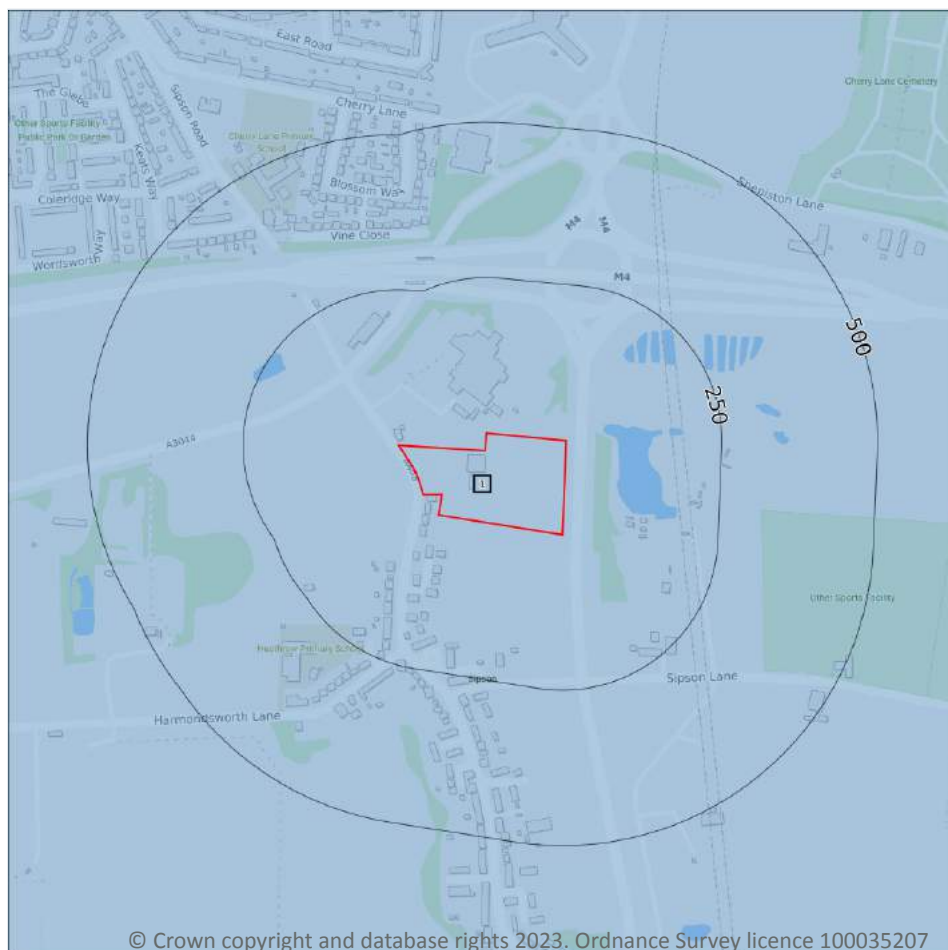 East Road
The Glebe
Sipson Road
Cherry Lane
Cherry Lane Cemetery
Other Sports Facility
Public Park Or Garden
Keats Way
Cherry Lane Primary
School
Blossom Way
Coleridge Way
Shepiston Lane
Vine Close
M4
M4
Wordsworth Way
M4
500
250
A3044
1
Other Sports Facility
Heathrow Primary School
Sipson
Sipson Lane
Harmondsworth Lane
© Crown copyright and database rights 2023. Ordnance Survey licence 100035207